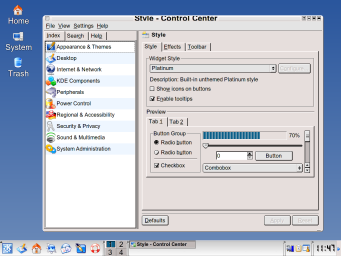 Style - Control Center
Home
File View Settings Help
Index Search Help
Style
System
Appearance & Themes
Style Effects Toolbar
Desktop
Widget Style
Internet & Network
Platinum
Trash
KDE Components
Description: Built-in unthemed Platinum style
Peripherals
Show icons on buttons
Power Control
Enable tooltips
Regional & Accessibility
Preview
Security & Privacy
Tab 1 Tab 2
Sound & Multimedia
Button Group
70%
System Administration
Radio button
Radio button
0
Button
Checkbox
Combobox
Defaults
1 2
3 4
Style - Control Center
11:47